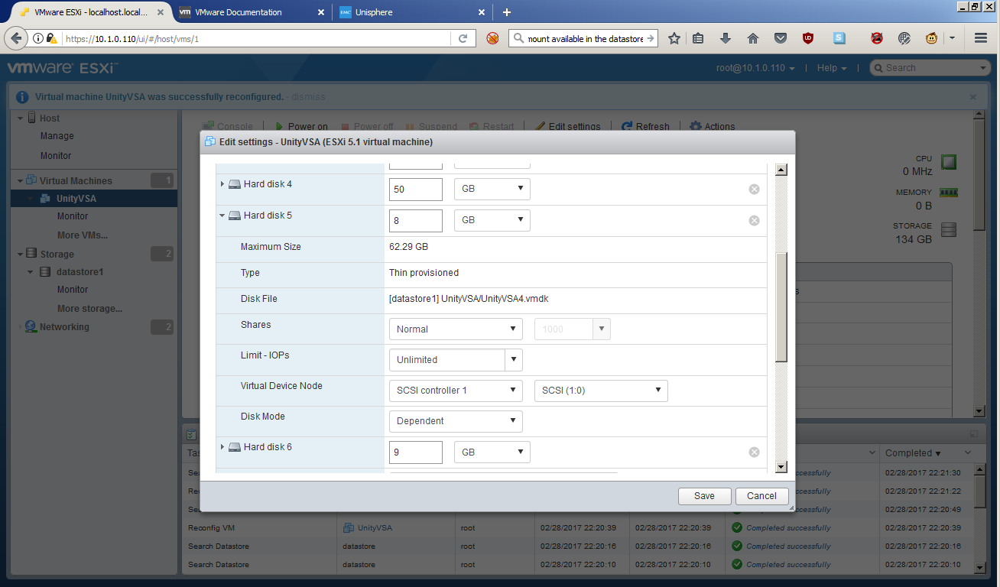 VMware ESXi - localhost.local...
VMware Documentation
EMC Unisphere
https://10.1.0.110/ui/#/host/vms/1
nount available in the datastore
vmware ESXi™
root@10.1.0.110 | Help | Search
Virtual machine UnityVSA was successfully reconfigured. - dismiss
Host
Manage
Monitor
Virtual Machines 1
UnityVSA
Monitor
More VMs...
Storage 2
datastore1
Monitor
More storage...
Networking 2
Console | Power on Power off Suspend Restart | Edit settings | Refresh | Actions
CPU
0 MHz
MEMORY
0 B
STORAGE
134 GB
Edit settings - UnityVSA (ESXi 5.1 virtual machine)
Hard disk 4 50 GB
Hard disk 5 8 GB
Maximum Size 62.29 GB
Type Thin provisioned
Disk File [datastore1] UnityVSA/UnityVSA4.vmdk
Shares Normal 1000
Limit - IOPs Unlimited
Virtual Device Node SCSI controller 1 SCSI (1:0)
Disk Mode Dependent
Hard disk 6 9 GB
Save Cancel
Completed ▼
successfully 02/28/2017 22:21:30
successfully 02/28/2017 22:21:22
successfully 02/28/2017 22:20:49
Reconfig VM UnityVSA root 02/28/2017 22:20:39 02/28/2017 22:20:39 Completed successfully 02/28/2017 22:20:39
Search Datastore datastore root 02/28/2017 22:20:16 02/28/2017 22:20:16 Completed successfully 02/28/2017 22:20:16
Search Datastore datastore root 02/28/2017 22:20:10 02/28/2017 22:20:10 Completed successfully 02/28/2017 22:20:10